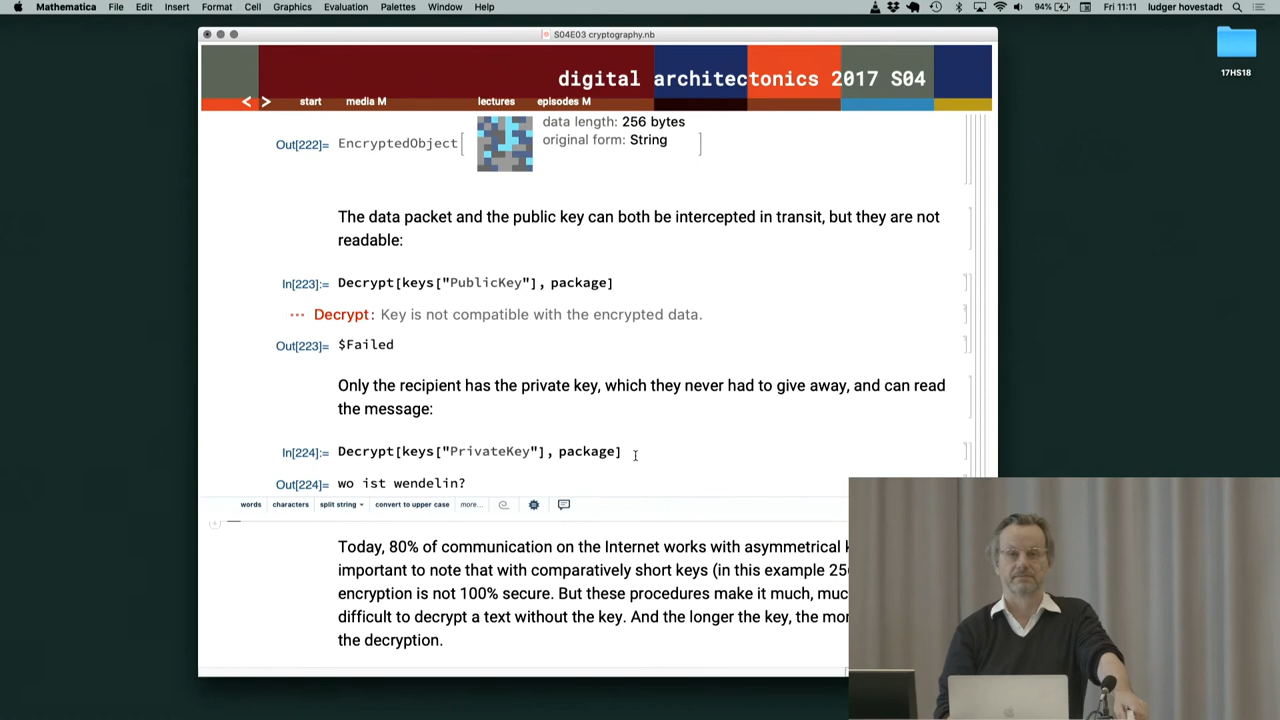 Mathematica File Edit Insert Format Cell Graphics Evaluation Palettes Window Help 94% Fri 11:11 ludger hovestadt
S04E03 cryptography.nb
17HS18
digital architectonics 2017 S04
< > start media M lectures episodes M
data length: 256 bytes
Out[222]= EncryptedObject[ original form: String ]
The data packet and the public key can both be intercepted in transit, but they are not
readable:
In[223]:= Decrypt[keys["PublicKey"], package]
··· Decrypt: Key is not compatible with the encrypted data.
Out[223]= $Failed
Only the recipient has the private key, which they never had to give away, and can read
the message:
In[224]:= Decrypt[keys["PrivateKey"], package]
Out[224]= wo ist wendelin?
words characters split string convert to upper case more...
Today, 80% of communication on the Internet works with asymmetrical k
important to note that with comparatively short keys (in this example 25
encryption is not 100% secure. But these procedures make it much, muc
difficult to decrypt a text without the key. And the longer the key, the mor
the decryption.